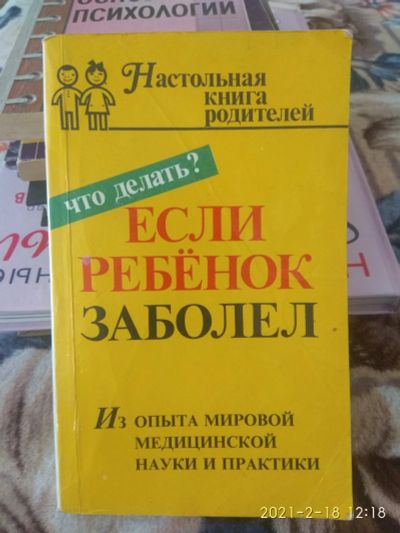 ПСИХОЛОГИИ
Настольная
книга
родителей
что делать?
ЕСЛИ
РЕБЁНОК
ЗАБОЛЕЛ
Из опыта мировой
медицинской
науки и практики
2021-2-18 12:18